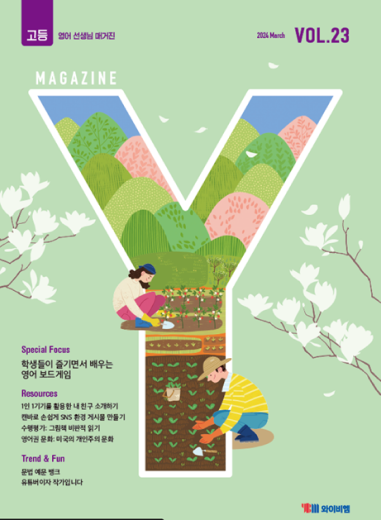 고등 영어 선생님 매거진
2024 March VOL.23
MAGAZINE
Y
Special Focus
학생들이 즐기면서 배우는
영어 보드게임
Resources
1인 1기기를 활용한 내 친구 소개하기
캔바로 손쉽게 SNS 환경 게시물 만들기
수행평가: 그림책 비판적 읽기
영어권 문화: 미국의 개인주의 문화
Trend & Fun
문법 예문 뱅크
유튜버이자 작가입니다
YBM 와이비엠